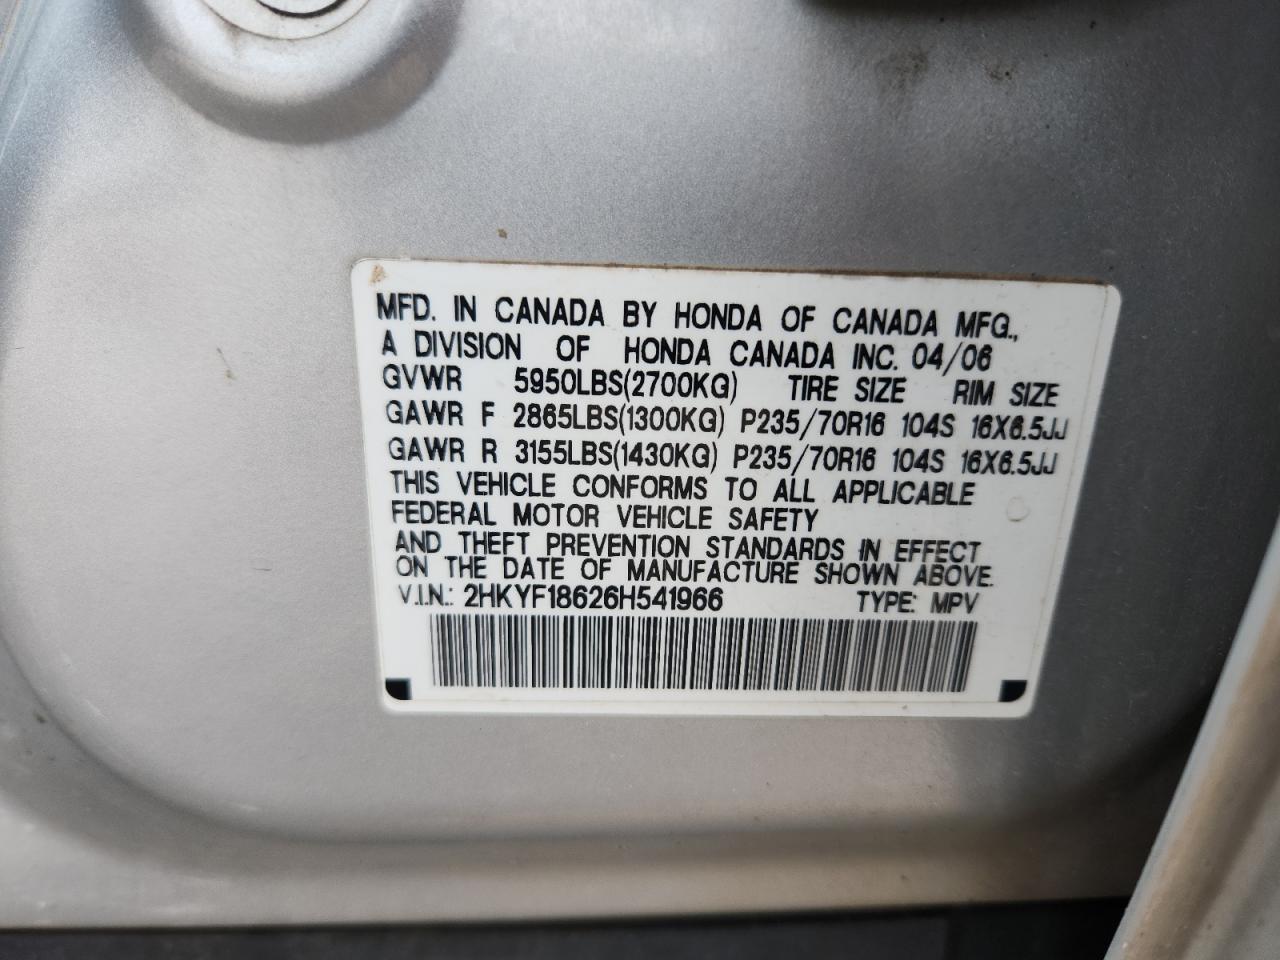 MFD. IN CANADA BY HONDA OF CANADA MFG.,
A DIVISION OF HONDA CANADA INC. 04/06
GVWR 5950LBS(2700KG) TIRE SIZE RIM SIZE
GAWR F 2865LBS(1300KG) P235/70R16 104S 16X6.5JJ
GAWR R 3155LBS(1430KG) P235/70R16 104S 16X6.5JJ
THIS VEHICLE CONFORMS TO ALL APPLICABLE
FEDERAL MOTOR VEHICLE SAFETY
AND THEFT PREVENTION STANDARDS IN EFFECT
ON THE DATE OF MANUFACTURE SHOWN ABOVE.
V.I.N.: 2HKYF18626H541966 TYPE: MPV